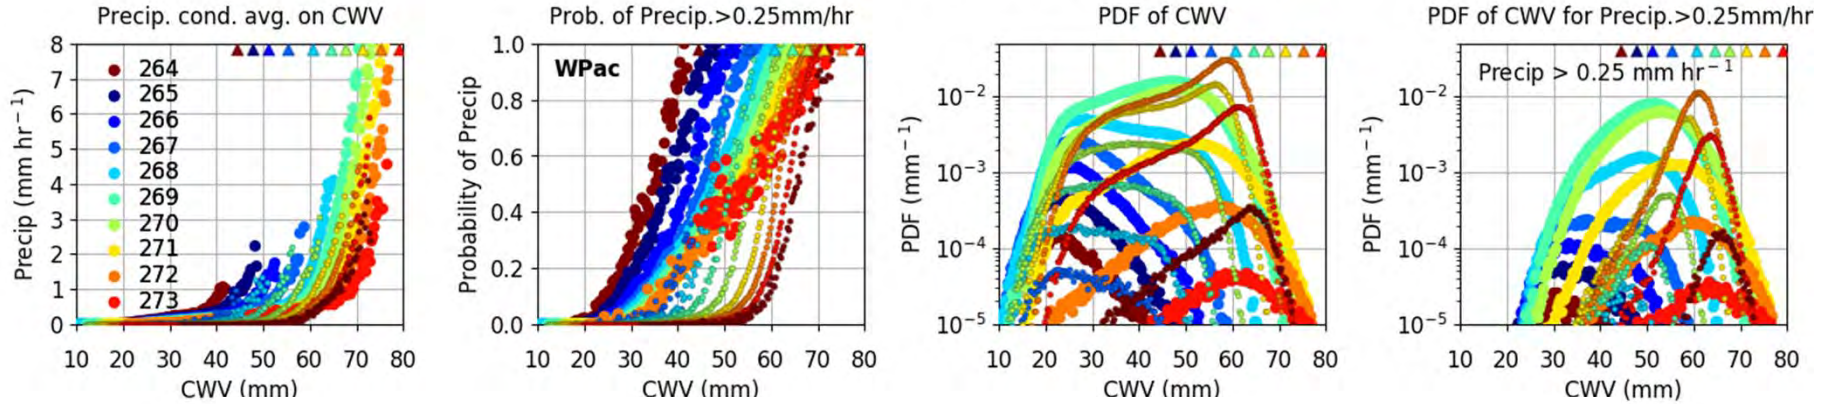 Precip. cond. avg. on CWV
8
7
6
5
4
3
2
1
0
Precip (mm hr⁻¹)
264
265
266
267
268
269
270
271
272
273
10 20 30 40 50 60 70 80
CWV (mm)
Prob. of Precip.>0.25mm/hr
WPac
1.0
0.8
0.6
0.4
0.2
0.0
Probability of Precip
10 20 30 40 50 60 70 80
CWV (mm)
PDF of CWV
10⁻²
10⁻³
10⁻⁴
10⁻⁵
PDF (mm⁻¹)
10 20 30 40 50 60 70 80
CWV (mm)
PDF of CWV for Precip.>0.25mm/hr
Precip > 0.25 mm hr⁻¹
10⁻²
10⁻³
10⁻⁴
10⁻⁵
PDF (mm⁻¹)
10 20 30 40 50 60 70 80
CWV (mm)